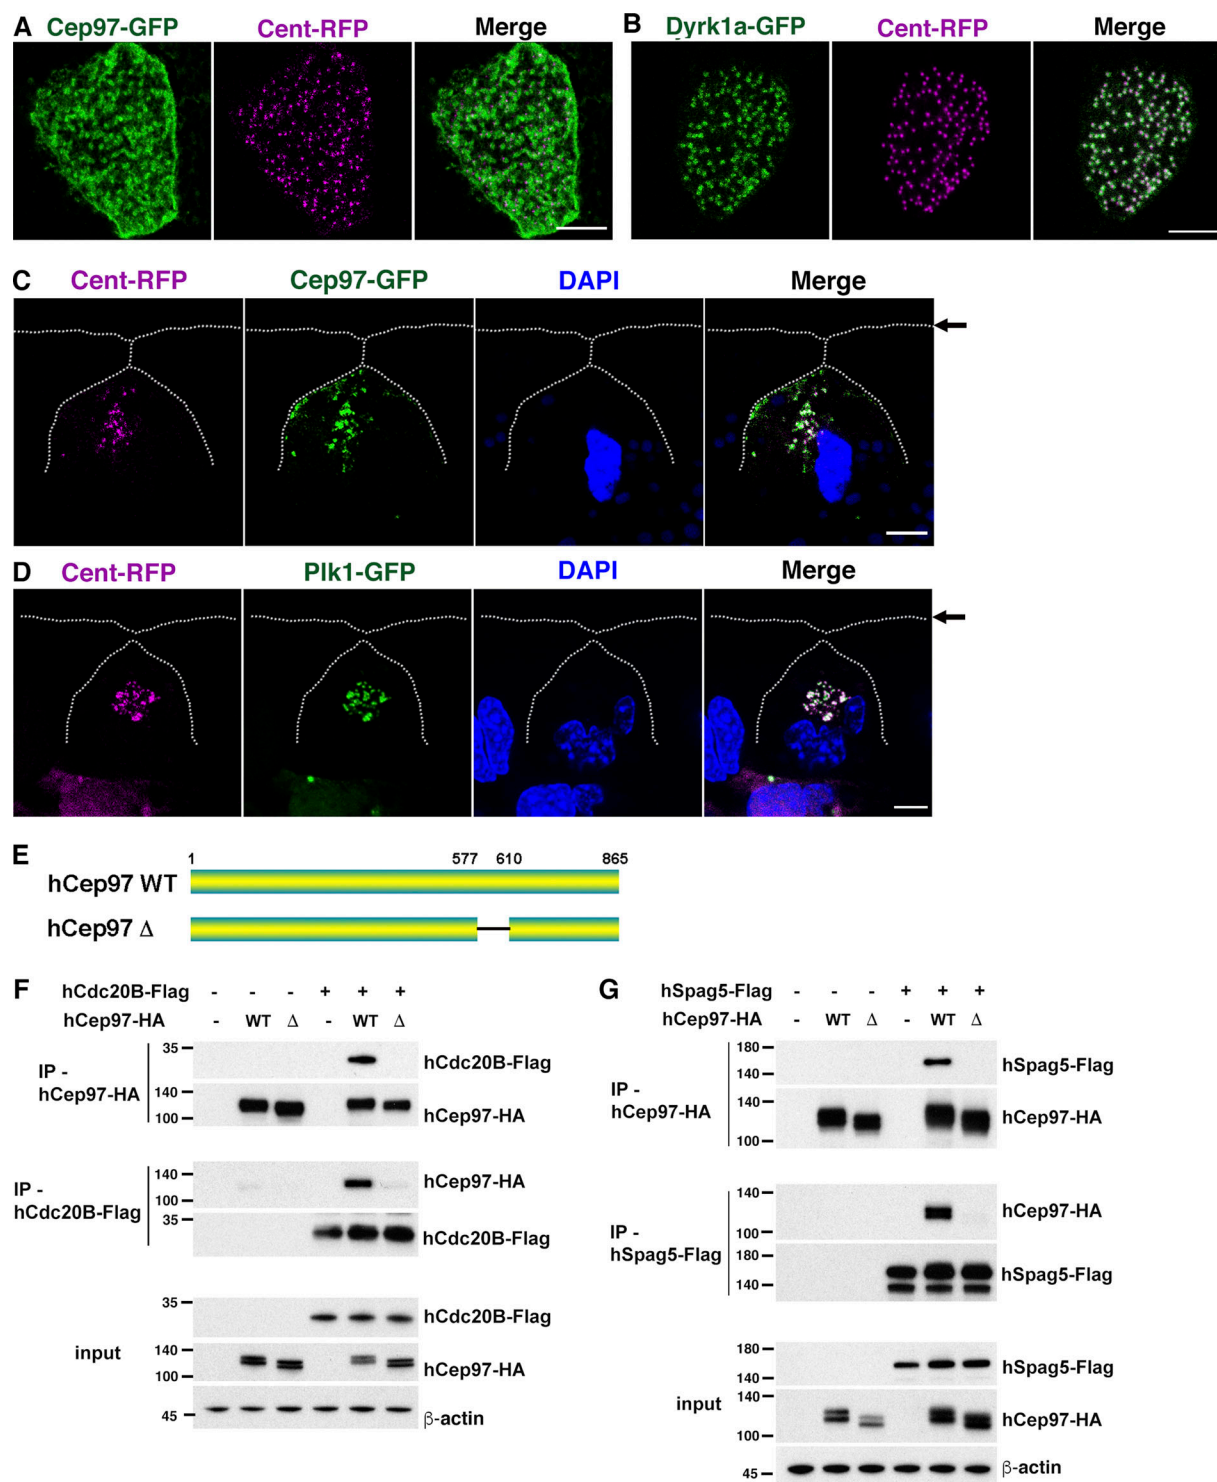 A Cep97-GFP Cent-RFP Merge
B Dyrk1a-GFP Cent-RFP Merge
C Cent-RFP Cep97-GFP DAPI Merge
D Cent-RFP Plk1-GFP DAPI Merge
E 1 577 610 865
hCep97 WT
hCep97 Δ
F hCdc20B-Flag - - - + + +
hCep97-HA - WT Δ - WT Δ
IP - hCep97-HA
35 hCdc20B-Flag
140
100 hCep97-HA
IP - hCdc20B-Flag
140 hCep97-HA
100
35 hCdc20B-Flag
input
35 hCdc20B-Flag
140 hCep97-HA
100
45 β-actin
G hSpag5-Flag - - - + + +
hCep97-HA - WT Δ - WT Δ
IP - hCep97-HA
180 hSpag5-Flag
140
140 hCep97-HA
100
IP - hSpag5-Flag
140 hCep97-HA
100
180 hSpag5-Flag
140
input
180 hSpag5-Flag
140
140 hCep97-HA
100
45 β-actin